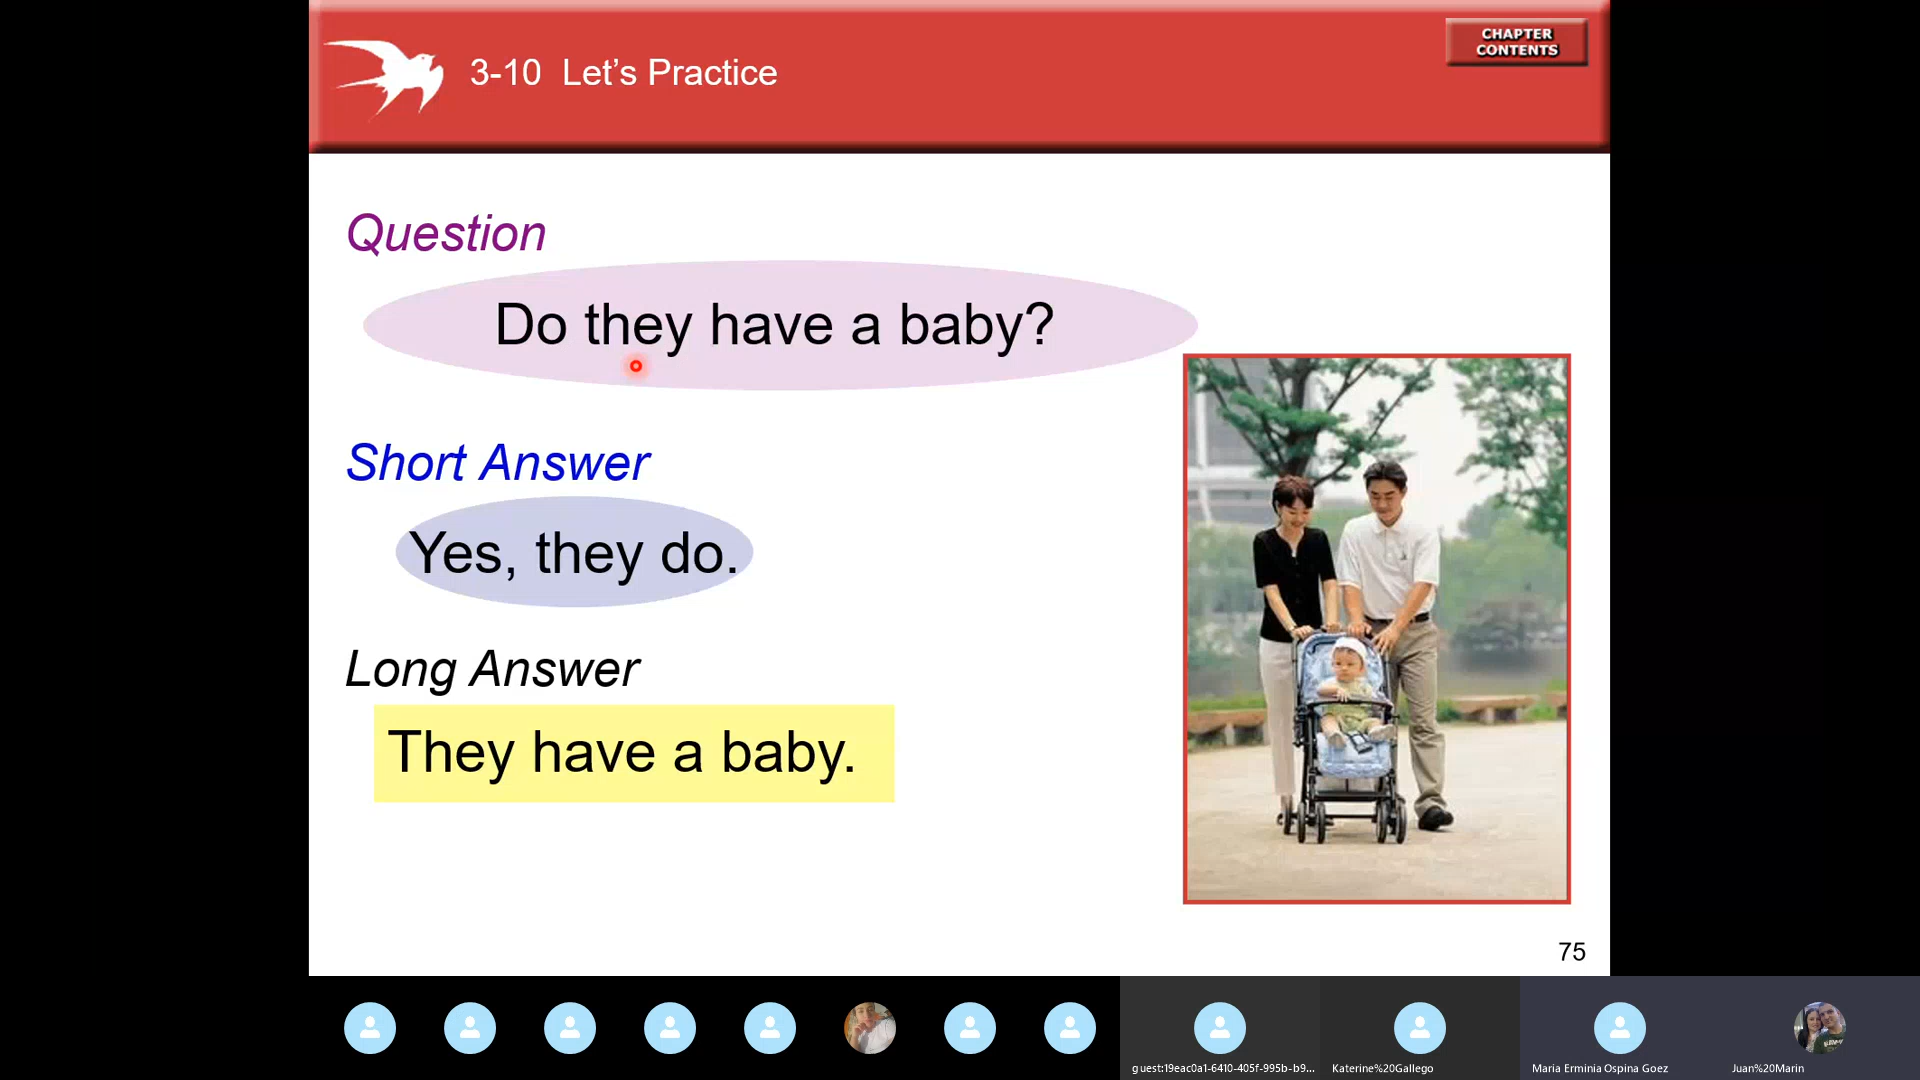 3-10 Let’s Practice
CHAPTER
CONTENTS
Question
Do they have a baby?
Short Answer
Yes, they do.
Long Answer
They have a baby.
75
guest:19eac0a1-6410-405f-995b-b9...
Katerine%20Gallego
Maria Erminia Ospina Goez
Juan%20Marin